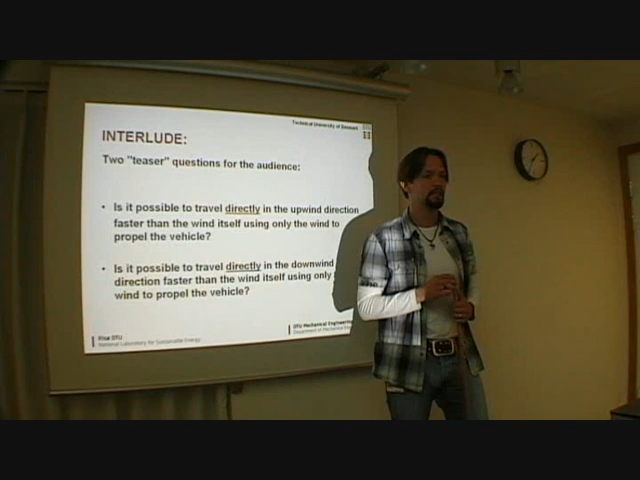 Technical University of Denmark
INTERLUDE:
Two "teaser" questions for the audience:
• Is it possible to travel directly in the upwind direction
faster than the wind itself using only the wind to
propel the vehicle?
• Is it possible to travel directly in the downwind
direction faster than the wind itself using only
wind to propel the vehicle?
Risø DTU
National Laboratory for Sustainable Energy
DTU Mechanical Engineering
Department of Mechanical